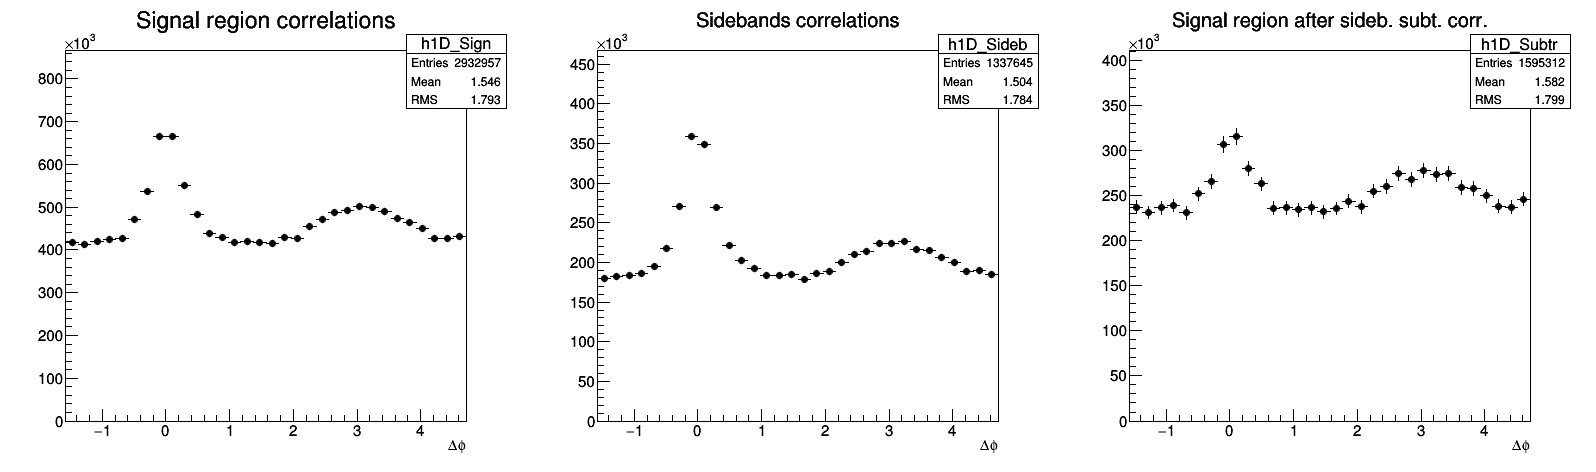 Signal region correlations
×10³
h1D_Sign
Entries 2932957
Mean 1.546
RMS 1.793
800
700
600
500
400
300
200
100
0
−1 0 1 2 3 4
Δφ
Sidebands correlations
×10³
h1D_Sideb
Entries 1337645
Mean 1.504
RMS 1.784
450
400
350
300
250
200
150
100
50
0
−1 0 1 2 3 4
Δφ
Signal region after sideb. subt. corr.
×10³
h1D_Subtr
Entries 1595312
Mean 1.582
RMS 1.799
400
350
300
250
200
150
100
50
0
−1 0 1 2 3 4
Δφ